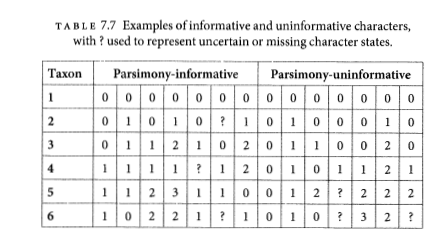 TABLE 7.7 Examples of informative and uninformative characters,
with ? used to represent uncertain or missing character states.
Taxon Parsimony-informative Parsimony-uninformative
1 0 0 0 0 0 0 0 0 0 0 0 0 0 0
2 0 1 0 1 0 ? 1 0 1 0 0 0 1 0
3 0 1 1 2 1 0 2 0 1 1 0 0 2 0
4 1 1 1 1 ? 1 2 0 1 0 1 1 2 1
5 1 1 2 3 1 1 0 0 1 2 ? 2 2 2
6 1 0 2 2 1 ? 1 0 1 0 ? 3 2 ?